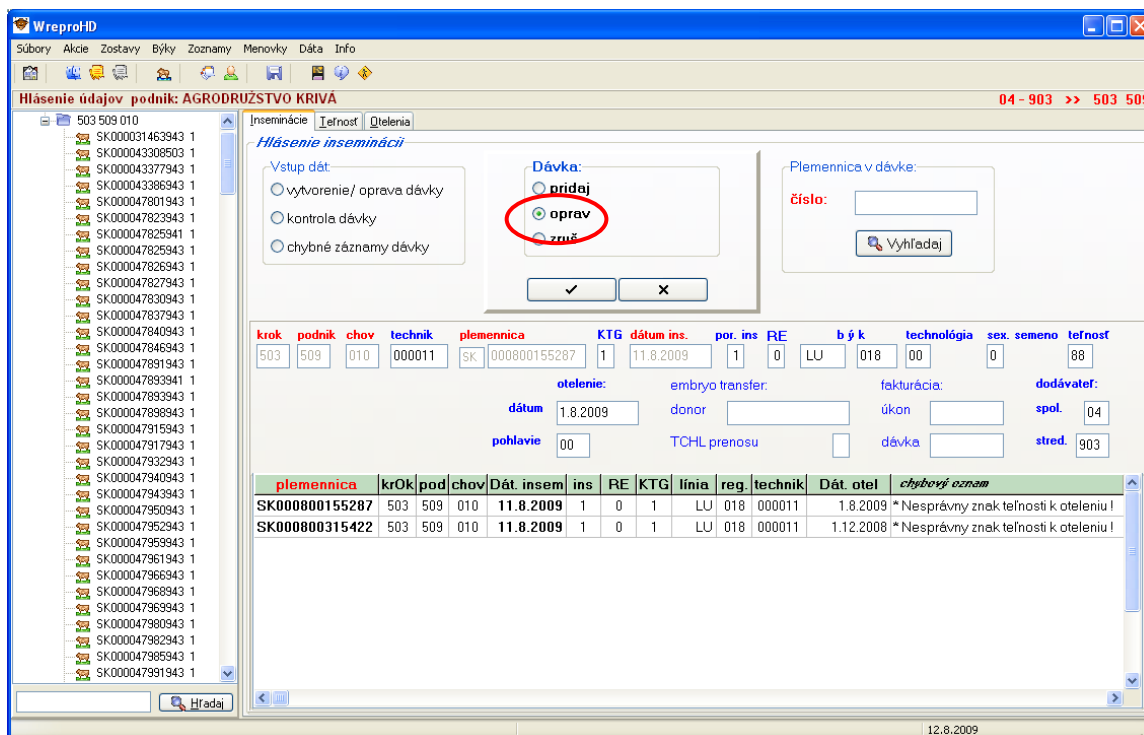 WreproHD
Súbory Akcie Zostavy Býky Zoznamy Menovky Dáta Info
Hlásenie údajov podnik: AGRODRUŽSTVO KRIVÁ 04 - 903 >> 503 509
503 509 010
SK000031463943 1
SK000043308503 1
SK000043377943 1
SK000043386943 1
SK000047801943 1
SK000047823943 1
SK000047825941 1
SK000047825943 1
SK000047826943 1
SK000047827943 1
SK000047830943 1
SK000047837943 1
SK000047840943 1
SK000047846943 1
SK000047891943 1
SK000047893941 1
SK000047893943 1
SK000047898943 1
SK000047915943 1
SK000047917943 1
SK000047932943 1
SK000047940943 1
SK000047943943 1
SK000047950943 1
SK000047952943 1
SK000047959943 1
SK000047961943 1
SK000047966943 1
SK000047968943 1
SK000047969943 1
SK000047980943 1
SK000047982943 1
SK000047985943 1
SK000047991943 1
Hľadaj
Inseminácie Teľnosť Otelenia
Hlásenie inseminácií
Vstup dát:
vytvorenie/ oprava dávky
kontrola dávky
chybné záznamy dávky
Dávka:
pridaj
oprav
zruš
Plemennica v dávke:
číslo:
Vyhľadaj
krok podnik chov technik plemennica KTG dátum ins. por. ins RE b ý k technológia sex. semeno teľnosť
503 509 010 000011 SK 000800155287 1 11.8.2009 1 0 LU 018 00 0 88
otelenie: embryo transfer: fakturácia: dodávateľ:
dátum 1.8.2009 donor úkon spol. 04
pohlavie 00 TCHL prenosu dávka stred. 903
plemennica krOk pod chov Dát. insem ins RE KTG línia reg. technik Dát. otel chybový oznam
SK000800155287 503 509 010 11.8.2009 1 0 1 LU 018 000011 1.8.2009 * Nesprávny znak teľnosti k oteleniu !
SK000800315422 503 509 010 11.8.2009 1 0 1 LU 018 000011 1.12.2008 * Nesprávny znak teľnosti k oteleniu !
12.8.2009